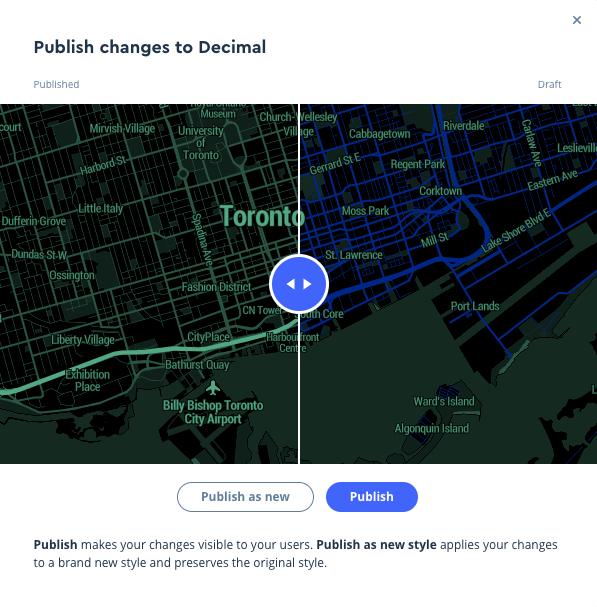 Publish changes to Decimal
Published
Draft
Royal Ontario
Museum
Church-Wellesley
Village
court
Mirvish Village
University
of
Toronto
Cabbagetown
Riverdale
Carlaw Ave
Leslieville
Harbord St
Gerrard St E
Regent Park
Eastern Ave
Corktown
Little Italy
Dufferin Grove
Toronto
Moss Park
Spadina Ave
Mill St
Lake Shore Blvd E
Dundas St W
St. Lawrence
Ossington
Fashion District
CN Tower
South Core
Port Lands
Liberty Village
CityPlace
Harbourfront
Centre
Bathurst Quay
Exhibition
Place
Billy Bishop Toronto
City Airport
Ward's Island
Algonquin Island
Publish as new
Publish
Publish makes your changes visible to your users. Publish as new style applies your changes
to a brand new style and preserves the original style.